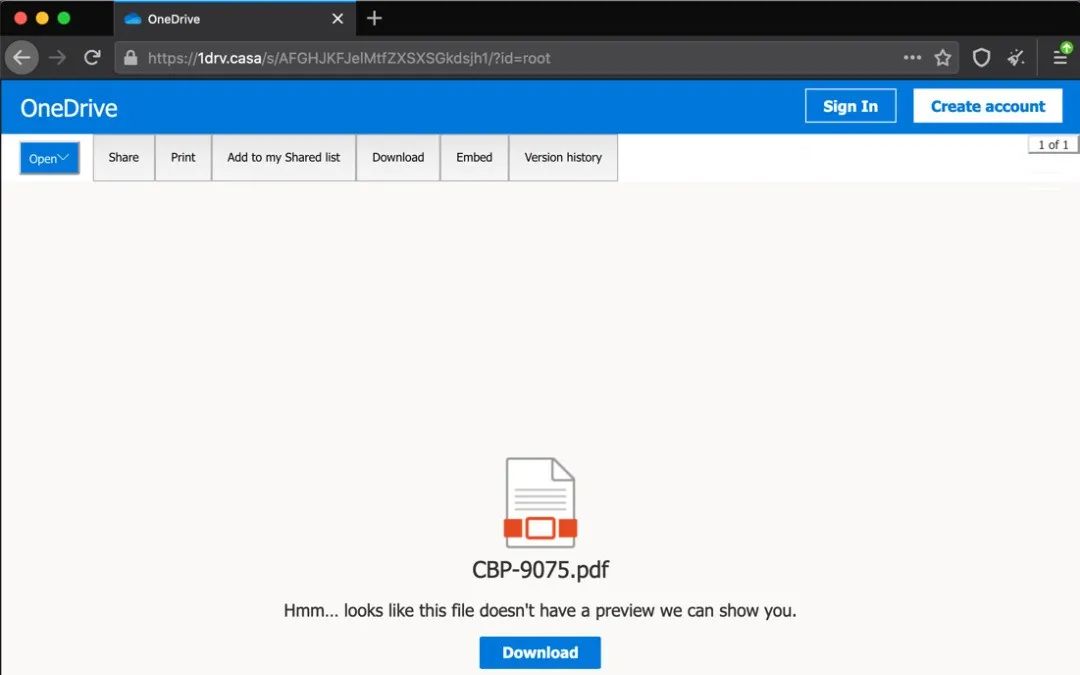 OneDrive
https://1drv.casa/s/AFGHJKFJelMtfZXSXSGkdsjh1/?id=root
OneDrive
Sign In
Create account
Open
Share
Print
Add to my Shared list
Download
Embed
Version history
1 of 1
CBP-9075.pdf
Hmm... looks like this file doesn't have a preview we can show you.
Download